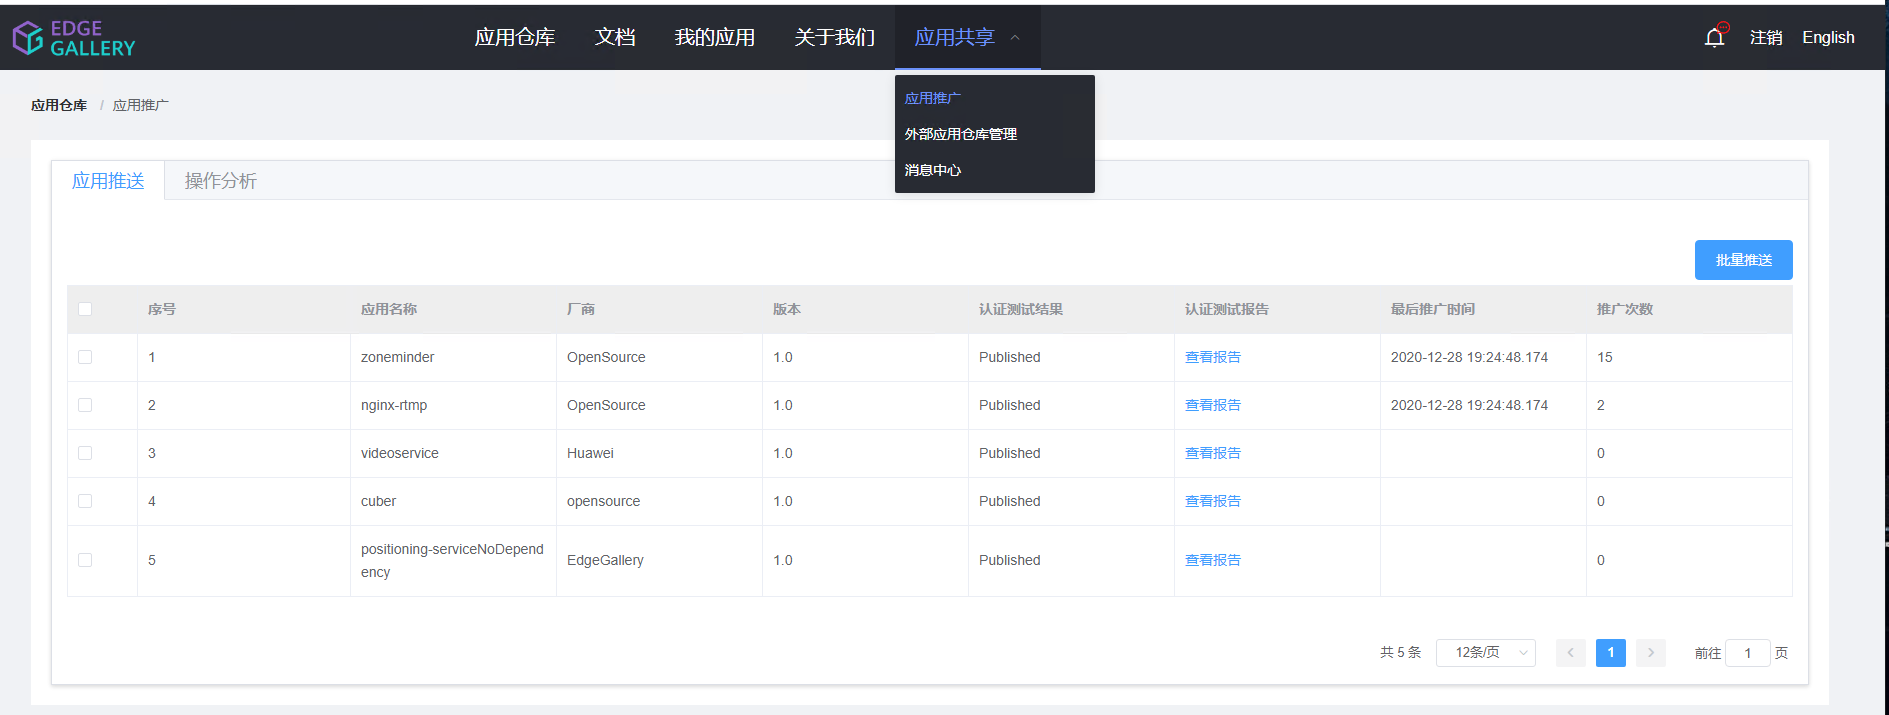 EDGE
GALLERY
应用仓库 文档 我的应用 关于我们 应用共享 注销 English
应用推广
外部应用仓库管理
消息中心
应用仓库 / 应用推广
应用推送 操作分析
批量推送
序号 应用名称 厂商 版本 认证测试结果 认证测试报告 最后推广时间 推广次数
1 zoneminder OpenSource 1.0 Published 查看报告 2020-12-28 19:24:48.174 15
2 nginx-rtmp OpenSource 1.0 Published 查看报告 2020-12-28 19:24:48.174 2
3 videoservice Huawei 1.0 Published 查看报告 0
4 cuber opensource 1.0 Published 查看报告 0
5 positioning-serviceNoDepend
ency EdgeGallery 1.0 Published 查看报告 0
共 5 条 12条/页 < 1 > 前往 1 页